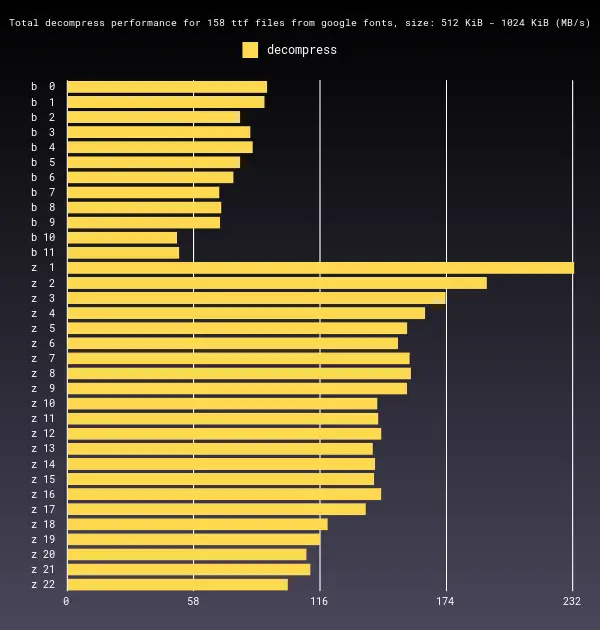 Total decompress performance for 158 ttf files from google fonts, size: 512 KiB - 1024 KiB (MB/s)
decompress
b 0
b 1
b 2
b 3
b 4
b 5
b 6
b 7
b 8
b 9
b 10
b 11
z 1
z 2
z 3
z 4
z 5
z 6
z 7
z 8
z 9
z 10
z 11
z 12
z 13
z 14
z 15
z 16
z 17
z 18
z 19
z 20
z 21
z 22
0 58 116 174 232